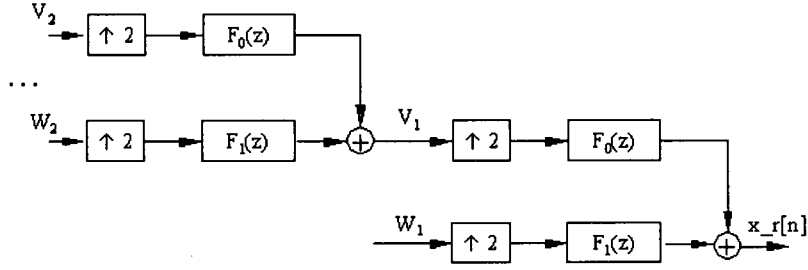 V₂
↑ 2
F₀(z)
...
W₂
↑ 2
F₁(z)
+
V₁
↑ 2
F₀(z)
W₁
↑ 2
F₁(z)
+
x_r[n]